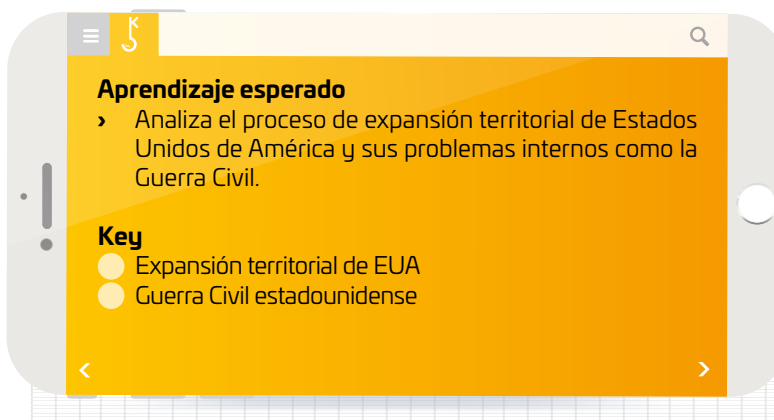 Aprendizaje esperado
› Analiza el proceso de expansión territorial de Estados
Unidos de América y sus problemas internos como la
Guerra Civil.
Key
Expansión territorial de EUA
Guerra Civil estadounidense